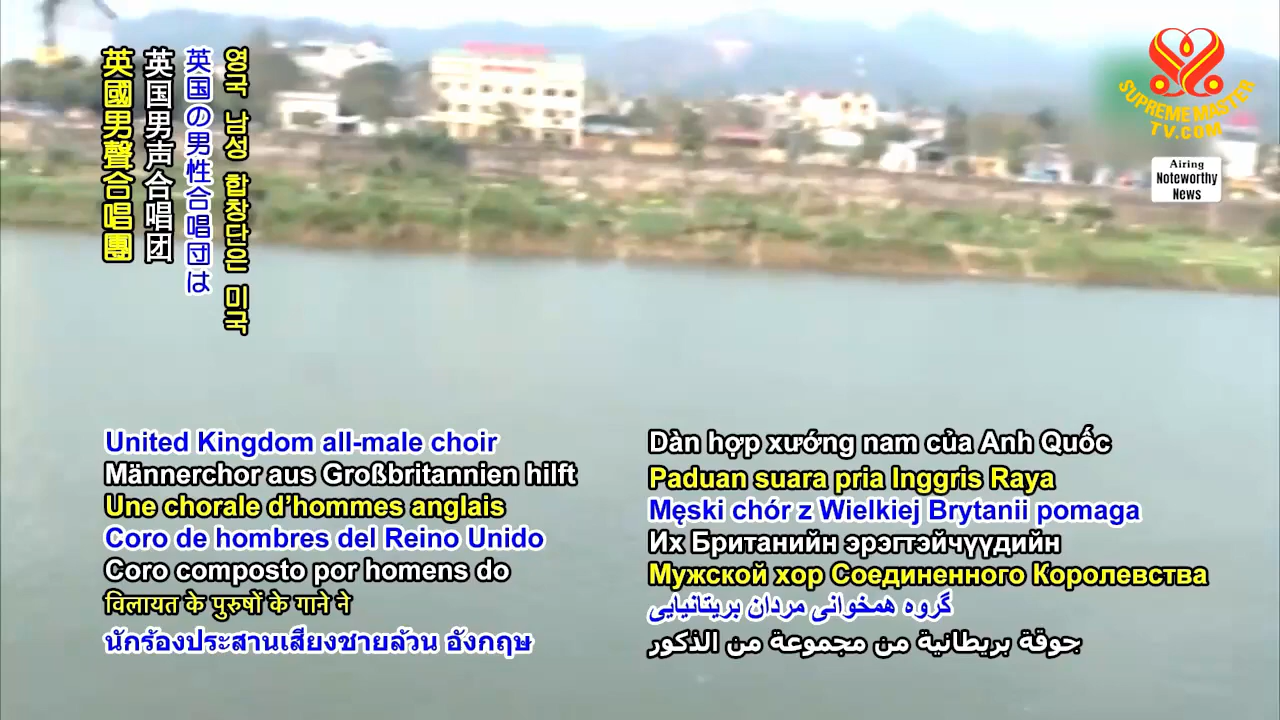 英國男聲合唱團
英国男声合唱团
英国の男性合唱団は
영국 남성 합창단은 미국
SUPREME MASTER
TV.COM
Airing
Noteworthy
News
United Kingdom all-male choir
Männerchor aus Großbritannien hilft
Une chorale d’hommes anglais
Coro de hombres del Reino Unido
Coro composto por homens do
विलायत के पुरुषों के गाने ने
นักร้องประสานเสียงชายล้วน อังกฤษ
Dàn hợp xướng nam của Anh Quốc
Paduan suara pria Inggris Raya
Męski chór z Wielkiej Brytanii pomaga
Их Британийн эрэгтэйчүүдийн
Мужской хор Соединенного Королевства
گروه همخوانی مردان بریتانیایی
جوقة بريطانية من مجموعة من الذكور